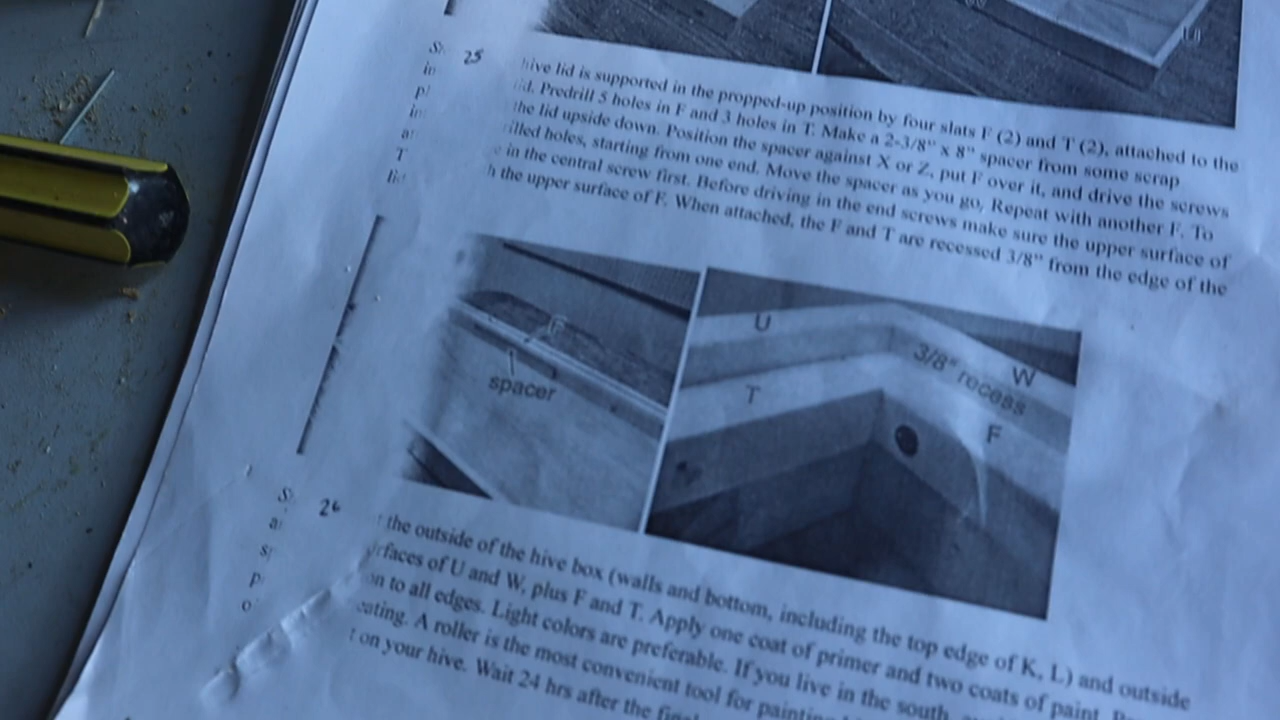 25
hive lid is supported in the propped-up position by four slats F (2) and T (2), attached to the
Predrill 5 holes in F and 3 holes in T. Make a 2-3/8" x 8" spacer from some scrap
the lid upside down. Position the spacer against X or Z, put F over it, and drive the screws
holes, starting from one end. Move the spacer as you go. Repeat with another F. To
in the central screw first. Before driving in the end screws make sure the upper surface of
the upper surface of F. When attached, the F and T are recessed 3/8" from the edge of the
U
W
3/8" recess
F
spacer
T
F
26
the outside of the hive box (walls and bottom, including the top edge of K, L) and outside
of U and W, plus F and T. Apply one coat of primer and two coats of paint.
to all edges. Light colors are preferable. If you live in the south,
A roller is the most convenient tool for painting
on your hive. Wait 24 hrs after the